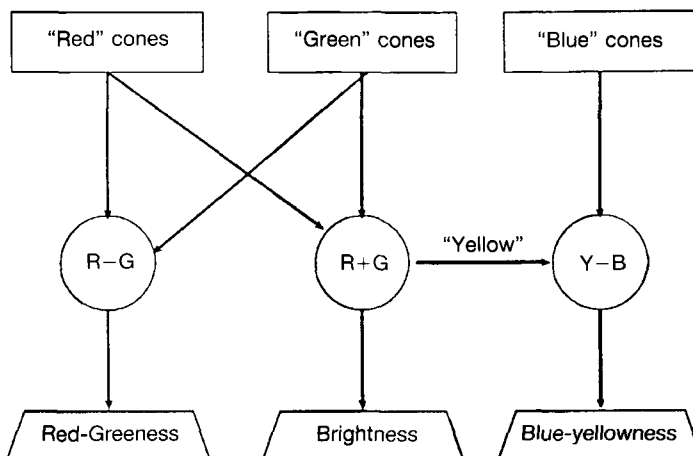 “Red” cones
“Green” cones
“Blue” cones
“Yellow”
R−G
R+G
Y−B
Red-Greeness
Brightness
Blue-yellowness